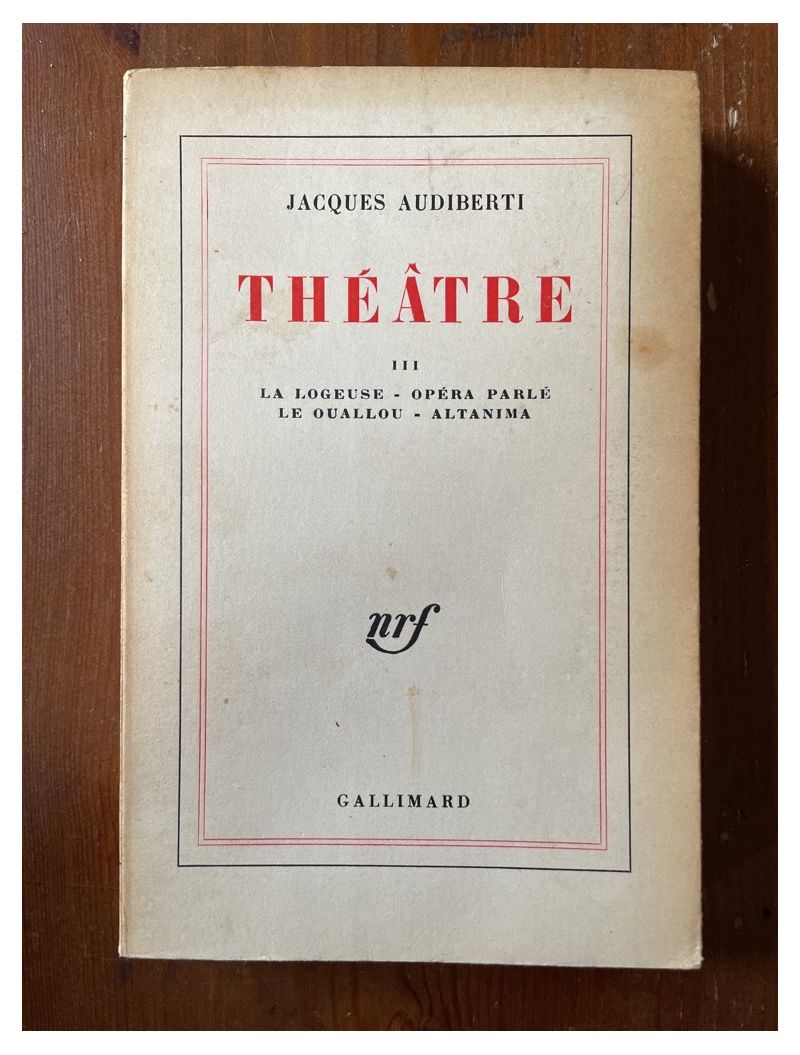 JACQUES AUDIBERTI
THÉÂTRE
III
LA LOGEUSE - OPÉRA PARLÉ
LE OUALLOU - ALTANIMA
nrf
GALLIMARD